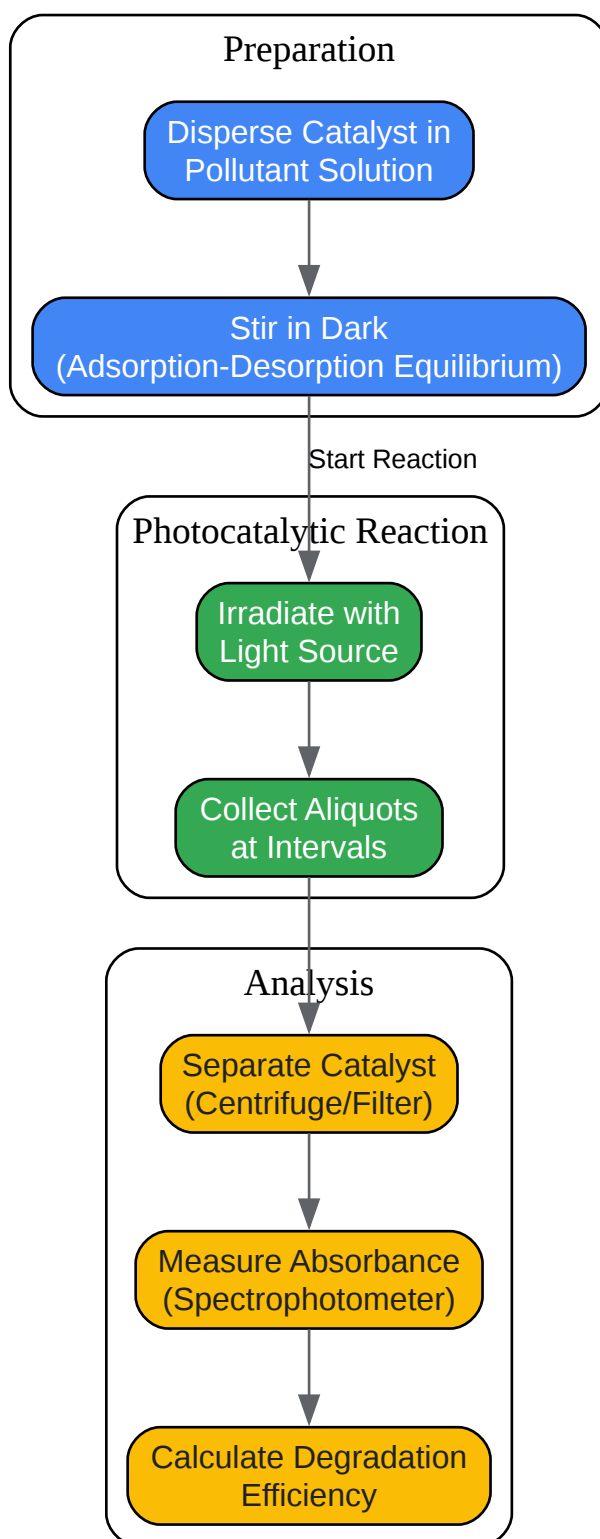 Preparation
Disperse Catalyst in
Pollutant Solution
Stir in Dark
(Adsorption-Desorption Equilibrium)
Start Reaction
Photocatalytic Reaction
Irradiate with
Light Source
Collect Aliquots
at Intervals
Analysis
Separate Catalyst
(Centrifuge/Filter)
Measure Absorbance
(Spectrophotometer)
Calculate Degradation
Efficiency